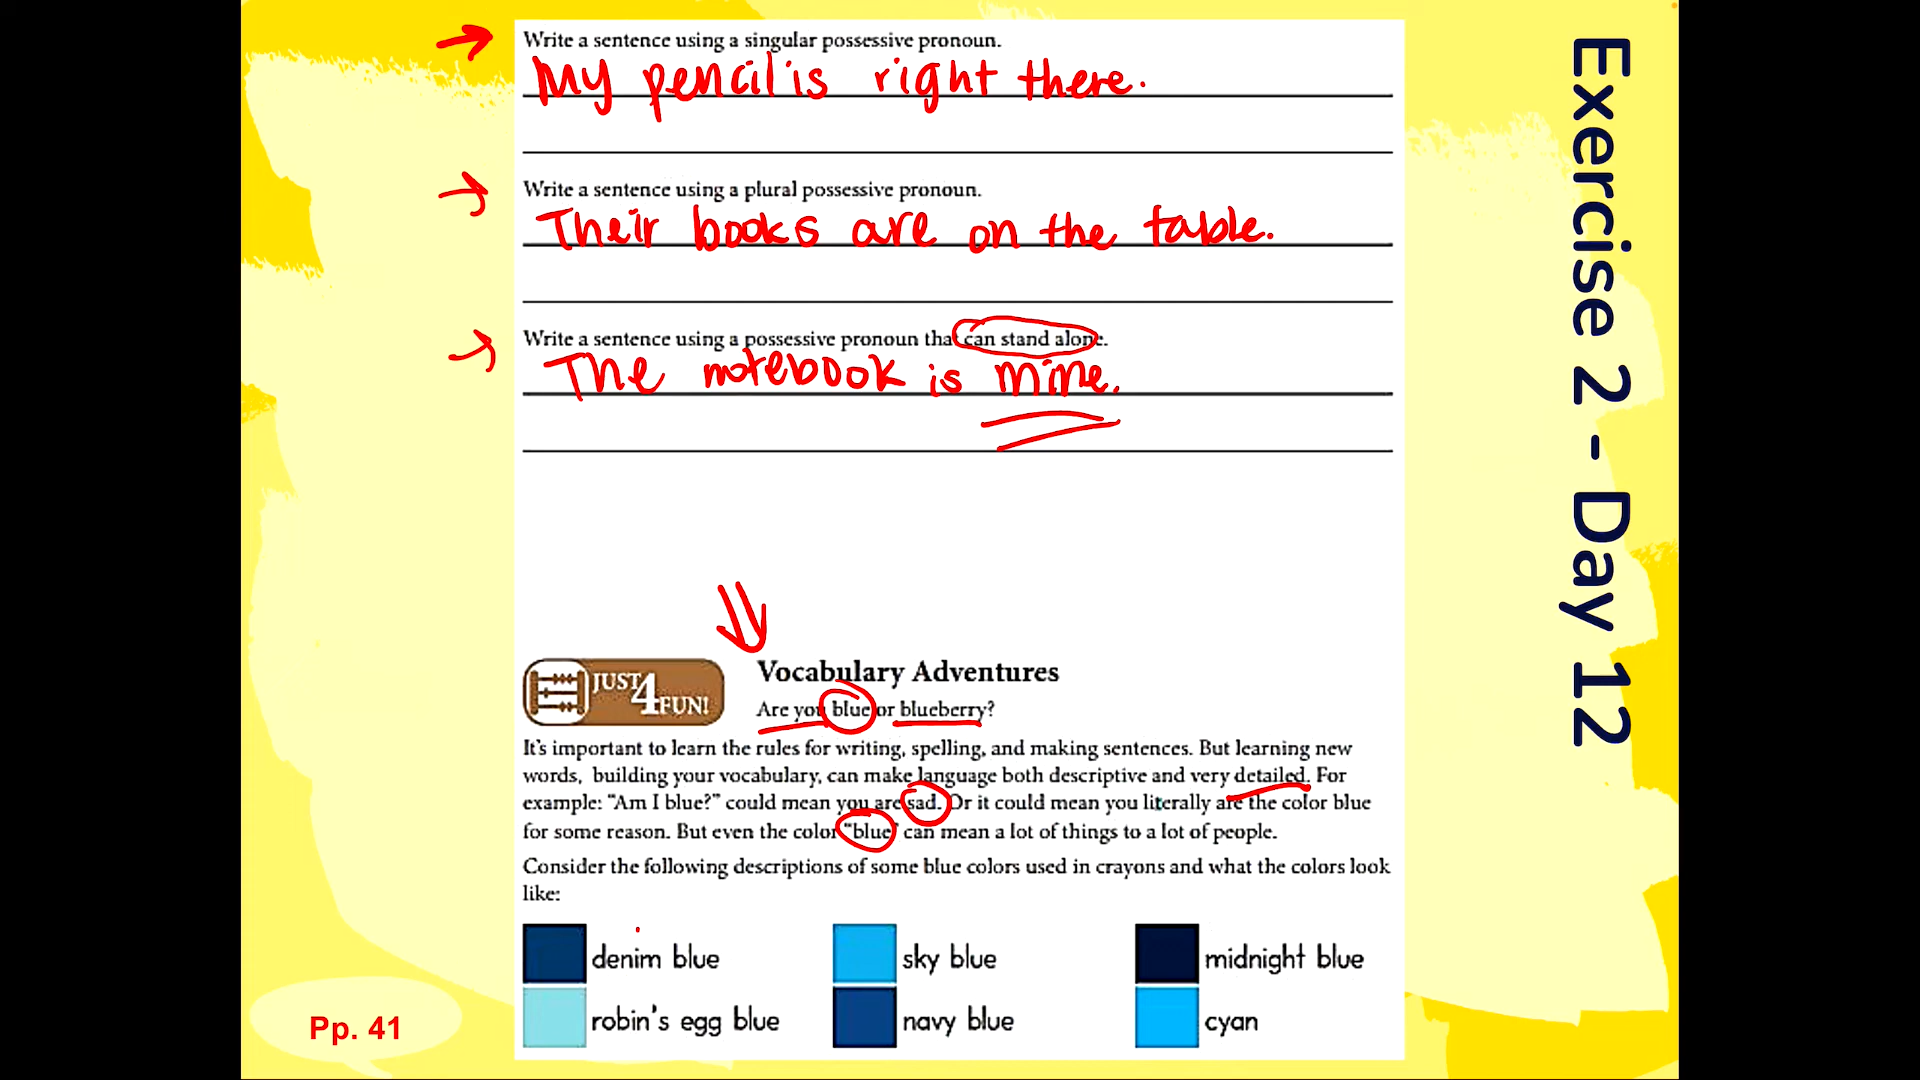 Write a sentence using a singular possessive pronoun.
My pencil is right there.
Write a sentence using a plural possessive pronoun.
Their books are on the table.
Write a sentence using a possessive pronoun that can stand alone.
The notebook is mine.
JUST 4 FUN!
Vocabulary Adventures
Are you blue or blueberry?
It's important to learn the rules for writing, spelling, and making sentences. But learning new
words, building your vocabulary, can make language both descriptive and very detailed. For
example: "Am I blue?" could mean you are sad. Or it could mean you literally are the color blue
for some reason. But even the color "blue" can mean a lot of things to a lot of people.
Consider the following descriptions of some blue colors used in crayons and what the colors look
like:
denim blue
sky blue
midnight blue
robin's egg blue
navy blue
cyan
Pp. 41
Exercise 2 - Day 12